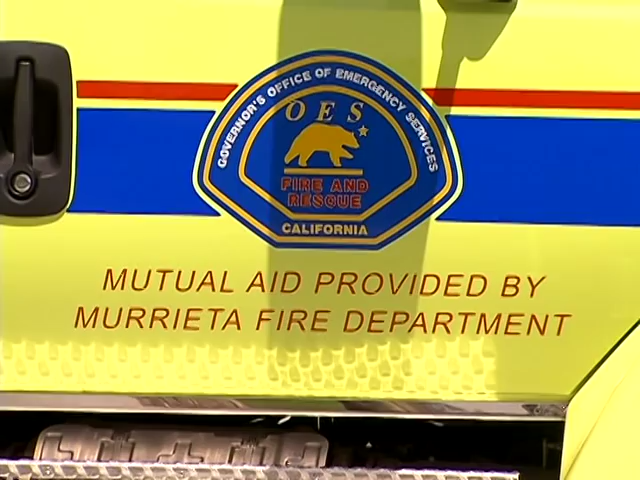 GOVERNOR'S OFFICE OF EMERGENCY SERVICES
OES
FIRE AND
RESCUE
CALIFORNIA
MUTUAL AID PROVIDED BY
MURRIETA FIRE DEPARTMENT